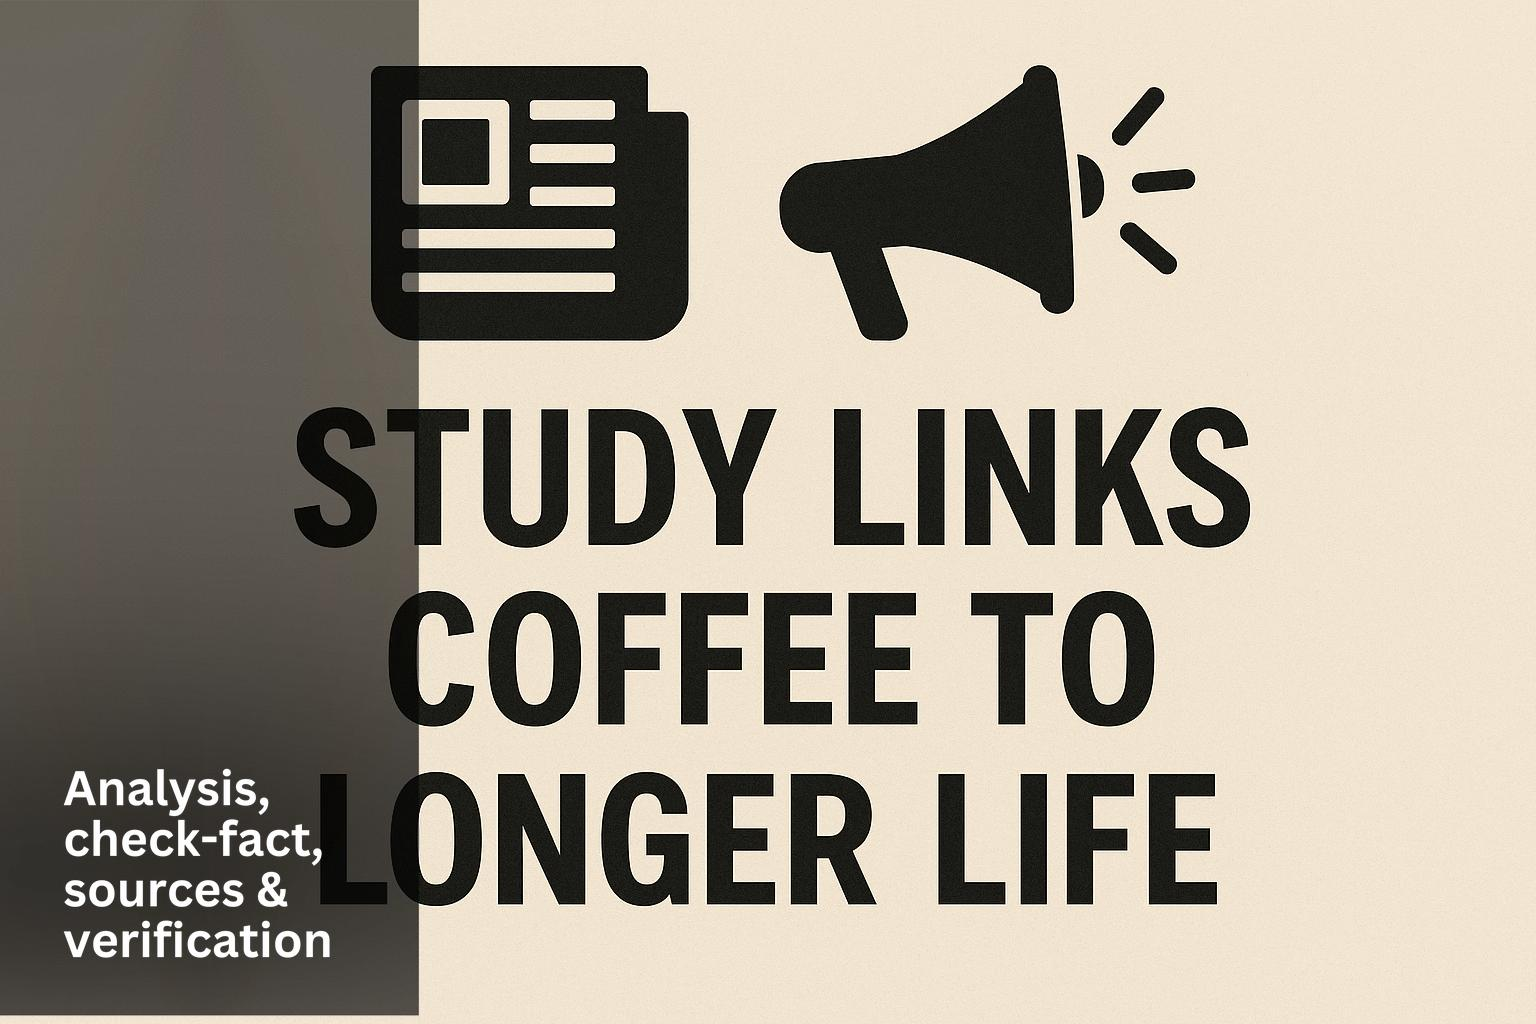 STUDY LINKS
COFFEE TO
LONGER LIFE
Analysis,
check-fact,
sources &
verification